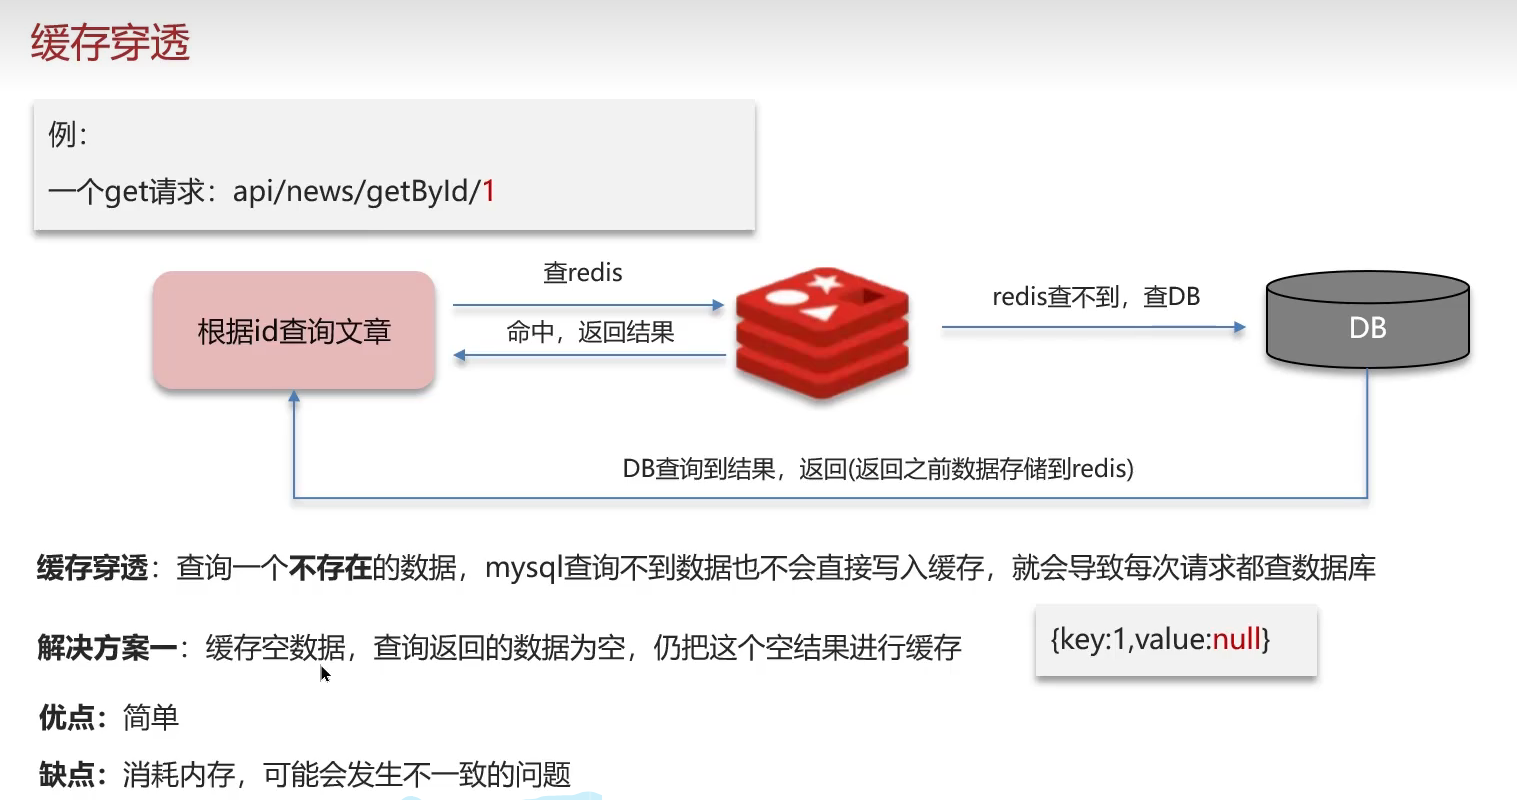 缓存穿透
例：
一个get请求：api/news/getById/1
查redis
redis查不到，查DB
根据id查询文章
命中，返回结果
DB
DB查询到结果，返回(返回之前数据存储到redis)
缓存穿透：查询一个不存在的数据，mysql查询不到数据也不会直接写入缓存，就会导致每次请求都查数据库
解决方案一：缓存空数据，查询返回的数据为空，仍把这个空结果进行缓存
{key:1,value:null}
优点：简单
缺点：消耗内存，可能会发生不一致的问题